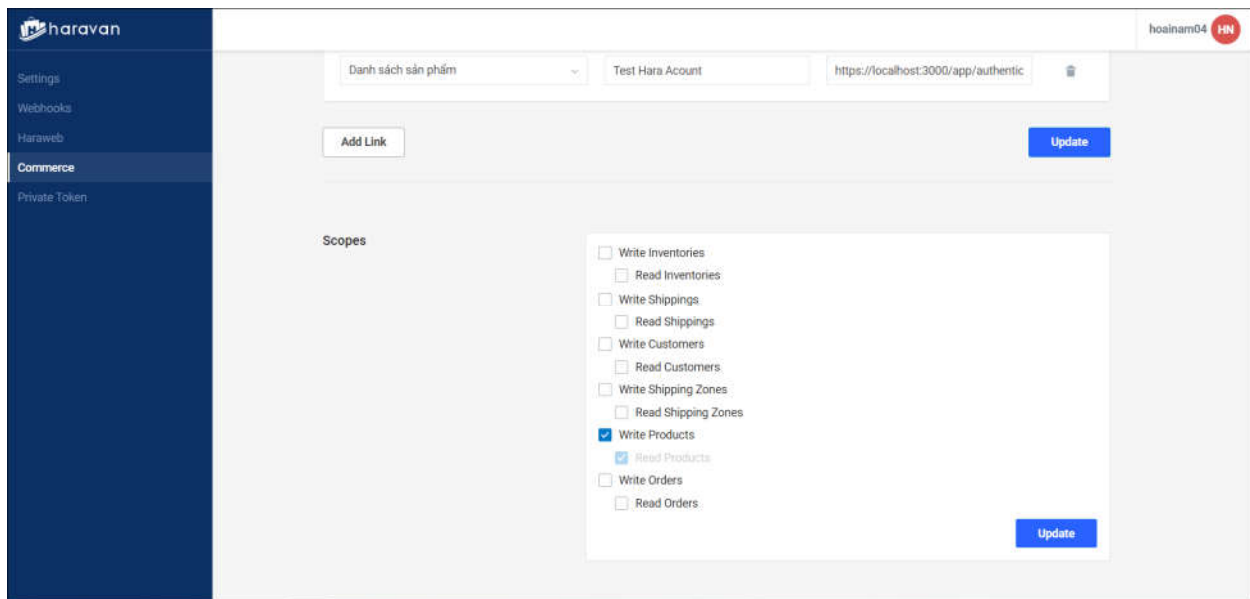 haravan
hoainam04 HN
Settings
Webhooks
Haraweb
Commerce
Private Token
Danh sách sản phẩm Test Hara Acount https://localhost:3000/app/authentic
Add Link Update
Scopes
Write Inventories
Read Inventories
Write Shippings
Read Shippings
Write Customers
Read Customers
Write Shipping Zones
Read Shipping Zones
Write Products
Read Products
Write Orders
Read Orders
Update